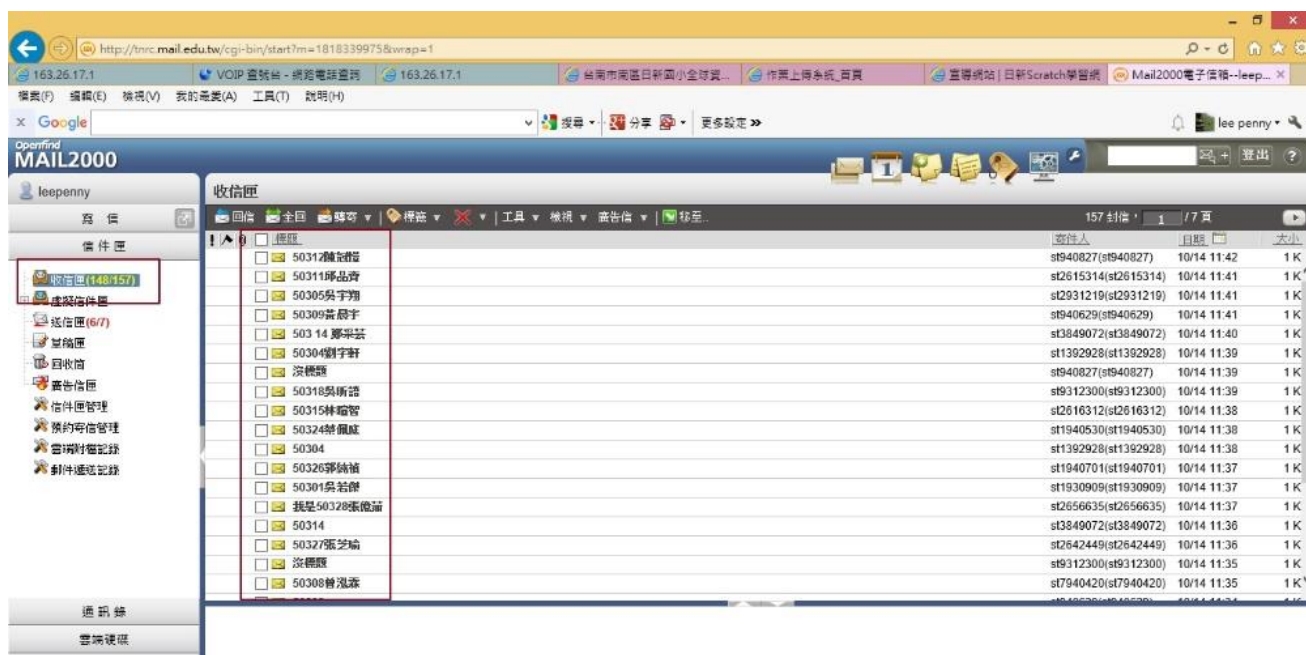 http://tnrc.mail.edu.tw/cgi-bin/start?m=1818339975&wrap=1
163.26.17.1 VOIP 查號台 - 網路電話查詢 163.26.17.1 台南市南區日新國小全球資... 作業上傳系統_首頁 宣導網站 | 日新Scratch學習網 Mail2000電子信箱--leep...
檔案(F) 編輯(E) 檢視(V) 我的最愛(A) 工具(T) 說明(H)
x Google 搜尋 分享 更多設定 » lee penny
Openfind
MAIL2000 登出 ?
leepenny 收信匣
寫信 回信 全回 轉寄 標籤 工具 檢視 廣告信 移至.. 157 封信, 1 /7 頁
信件匣 標題 寄件人 日期 大小
收信匣(148/157)
虛擬信件匣
送信匣(6/7)
草稿匣
回收筒
廣告信匣
信件匣管理
預約寄信管理
雲端附檔記錄
郵件遞送記錄
通訊錄
雲端硬碟
50312陳 st940827(st940827) 10/14 11:42 1 K
50311邱品齊 st2615314(st2615314) 10/14 11:41 1 K
50305吳宇翔 st2931219(st2931219) 10/14 11:41 1 K
50309黃晨宇 st940629(st940629) 10/14 11:41 1 K
503 14 鄭采芸 st3849072(st3849072) 10/14 11:40 1 K
50304劉宇軒 st1392928(st1392928) 10/14 11:39 1 K
沒標題 st940827(st940827) 10/14 11:39 1 K
50318吳昕諮 st9312300(st9312300) 10/14 11:39 1 K
50315林暄智 st2616312(st2616312) 10/14 11:38 1 K
50324蔡佩庭 st1940530(st1940530) 10/14 11:38 1 K
50304 st1392928(st1392928) 10/14 11:38 1 K
50326郭 st1940701(st1940701) 10/14 11:37 1 K
50301吳若傑 st1930909(st1930909) 10/14 11:37 1 K
我是50328張 st2656635(st2656635) 10/14 11:37 1 K
50314 st3849072(st3849072) 10/14 11:36 1 K
50327張芝瑜 st2642449(st2642449) 10/14 11:36 1 K
沒標題 st9312300(st9312300) 10/14 11:35 1 K
50308曾泓霖 st7940420(st7940420) 10/14 11:35 1 K